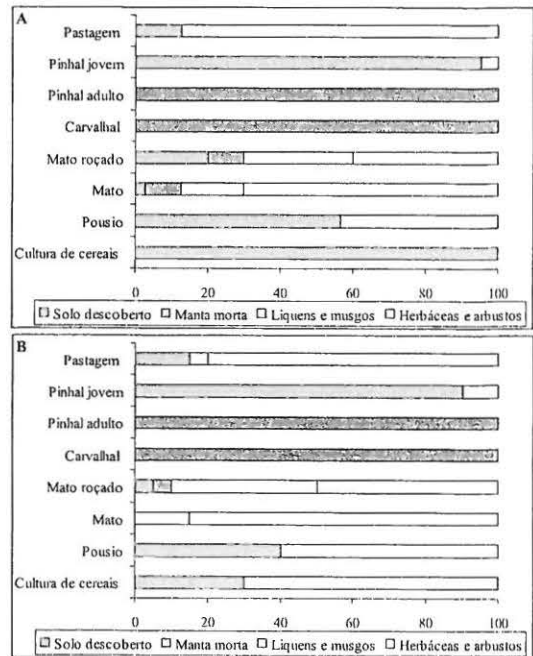 A
Pastagem
Pinhal jovem
Pinhal adulto
Carvalhal
Mato roçado
Mato
Pousio
Cultura de cereais
0 20 40 60 80 100
Solo descoberto Manta morta Liquens e musgos Herbáceas e arbustos
B
Pastagem
Pinhal jovem
Pinhal adulto
Carvalhal
Mato roçado
Mato
Pousio
Cultura de cereais
0 20 40 60 80 100
Solo descoberto Manta morta Liquens e musgos Herbáceas e arbustos